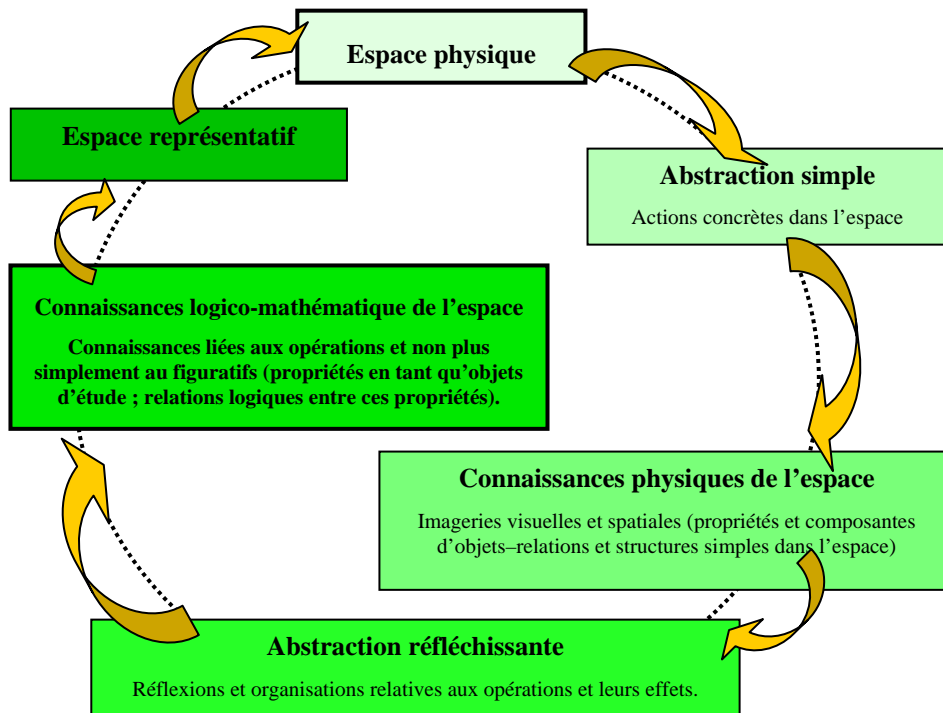 Espace physique
Espace représentatif
Abstraction simple
Actions concrètes dans l'espace
Connaissances logico-mathématique de l'espace
Connaissances liées aux opérations et non plus
simplement au figuratifs (propriétés en tant qu'objets
d'étude ; relations logiques entre ces propriétés).
Connaissances physiques de l'espace
Imageries visuelles et spatiales (propriétés et composantes
d'objets–relations et structures simples dans l'espace)
Abstraction réfléchissante
Réflexions et organisations relatives aux opérations et leurs effets.